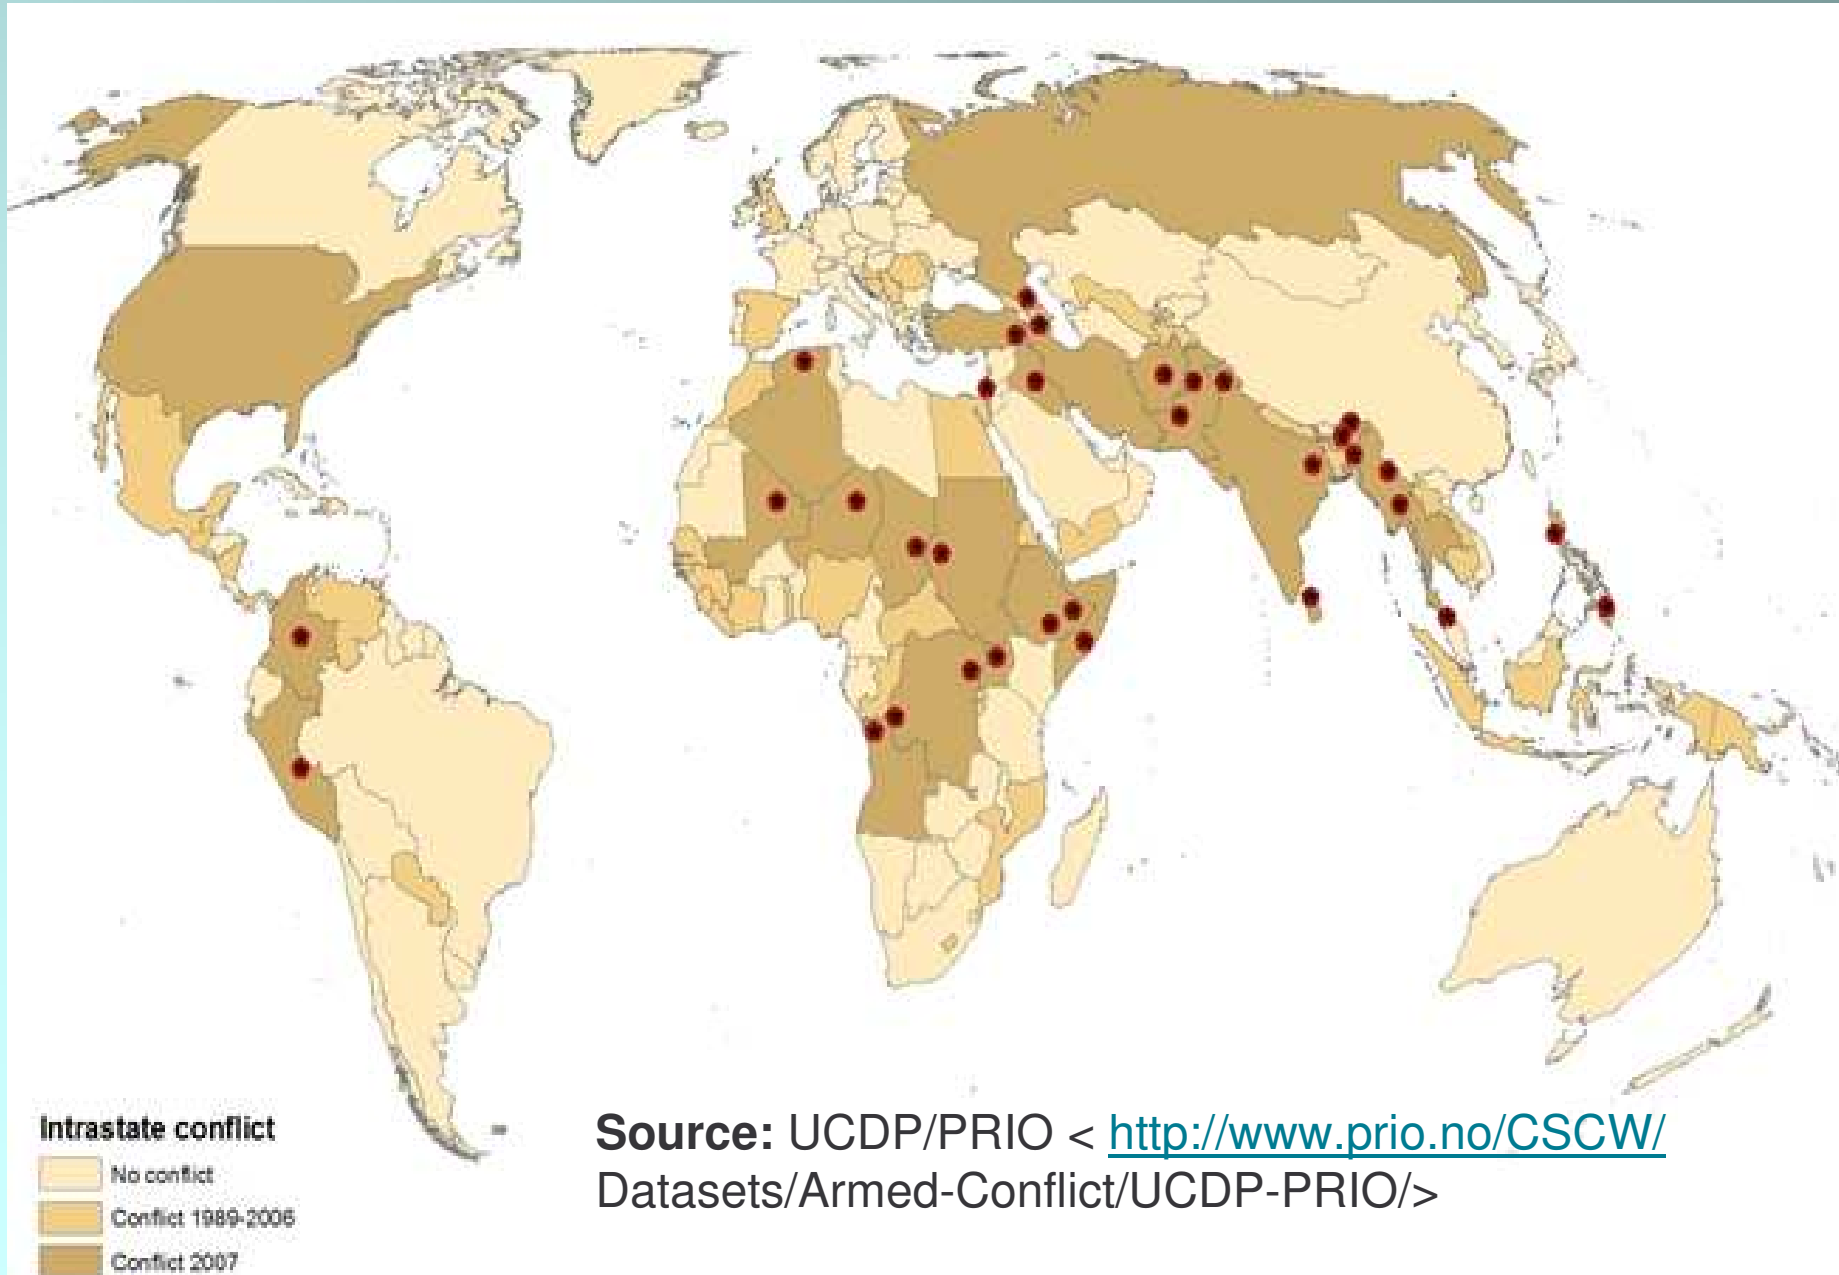 Intrastate conflict
No conflict
Conflict 1989-2006
Conflict 2007
Source: UCDP/PRIO < http://www.prio.no/CSCW/
Datasets/Armed-Conflict/UCDP-PRIO/>